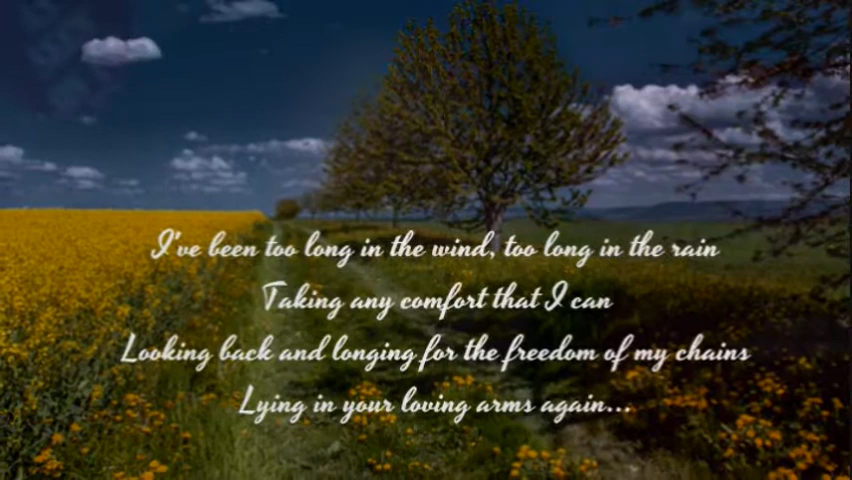 I've been too long in the wind, too long in the rain
Taking any comfort that I can
Looking back and longing for the freedom of my chains
Lying in your loving arms again...